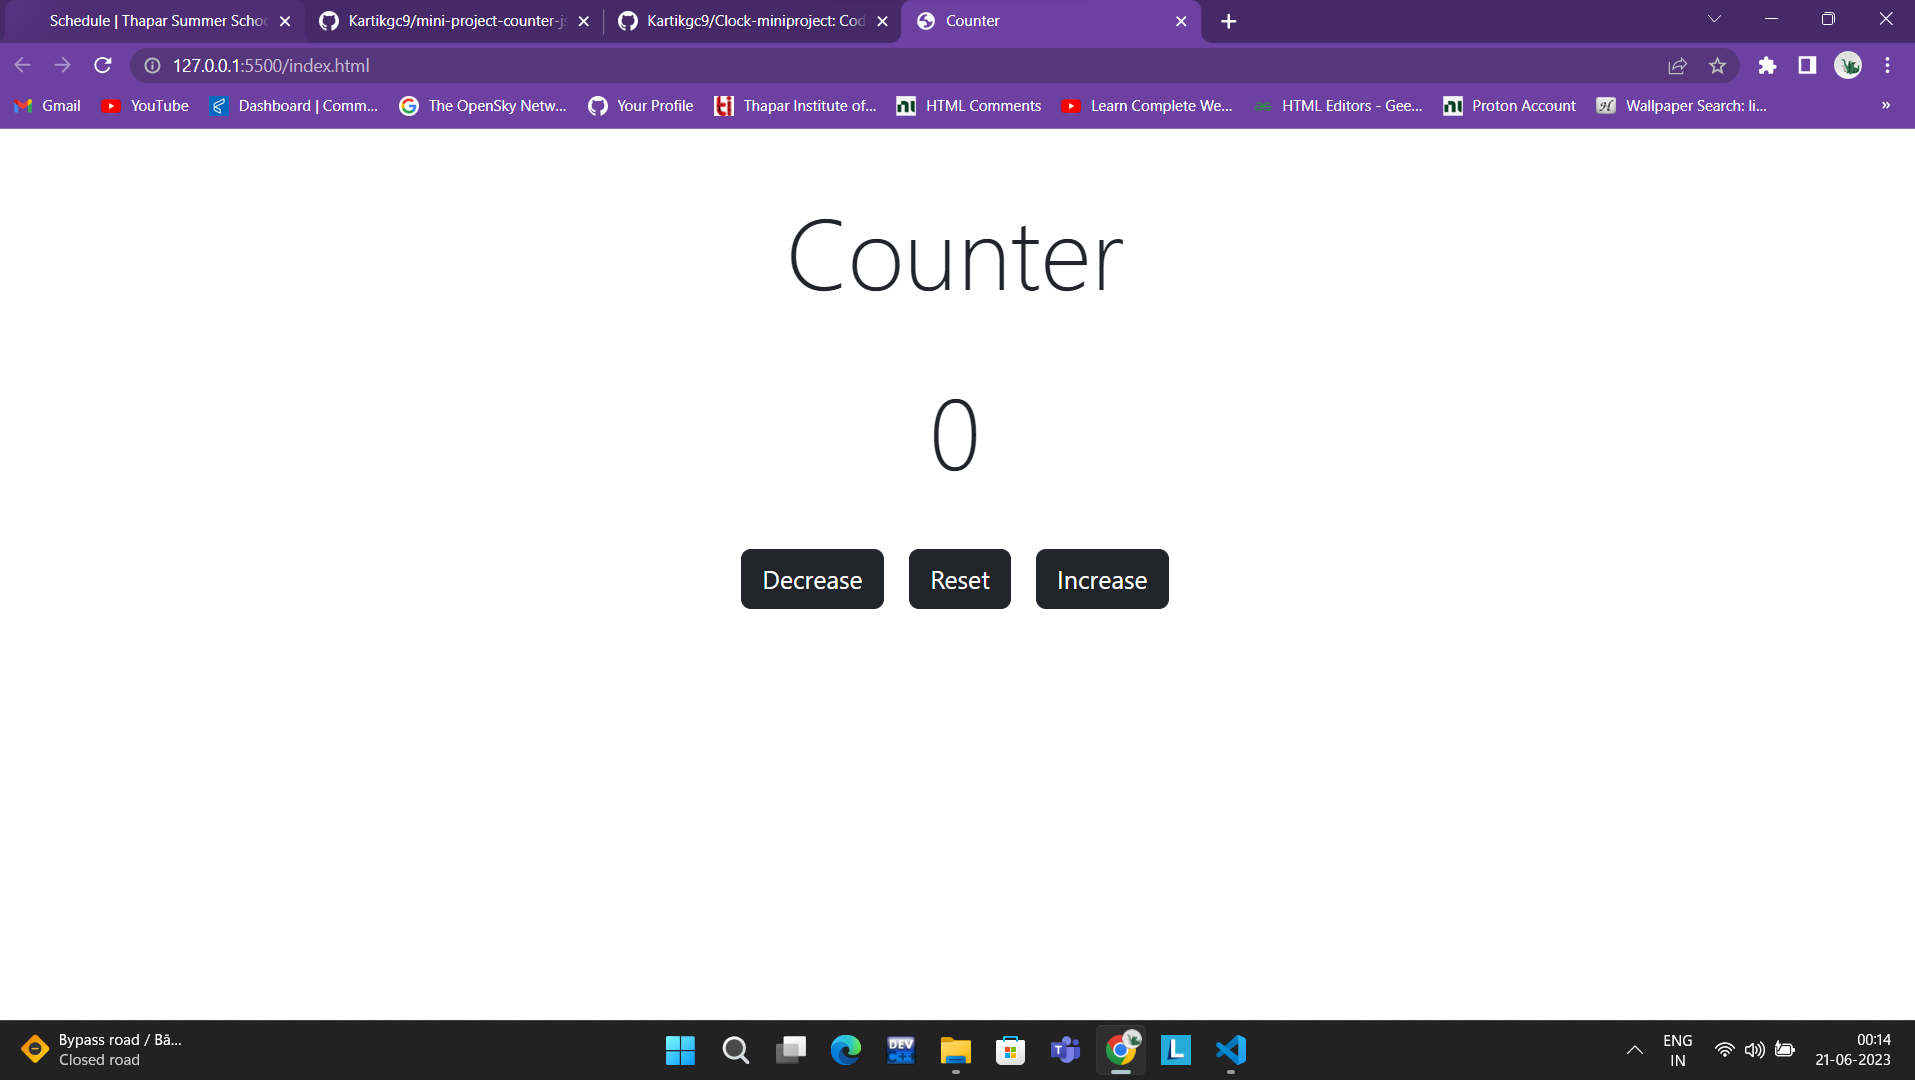 Schedule | Thapar Summer Schoo
Kartikgc9/mini-project-counter-js
Kartikgc9/Clock-miniproject: Cod
Counter
127.0.0.1:5500/index.html
Gmail
YouTube
Dashboard | Comm...
The OpenSky Netw...
Your Profile
Thapar Institute of...
HTML Comments
Learn Complete We...
HTML Editors - Gee...
Proton Account
Wallpaper Search: li...
»
Counter
0
Decrease Reset Increase
Bypass road / Bā...
Closed road
DEV
C++
T
L
ENG
IN
00:14
21-06-2023